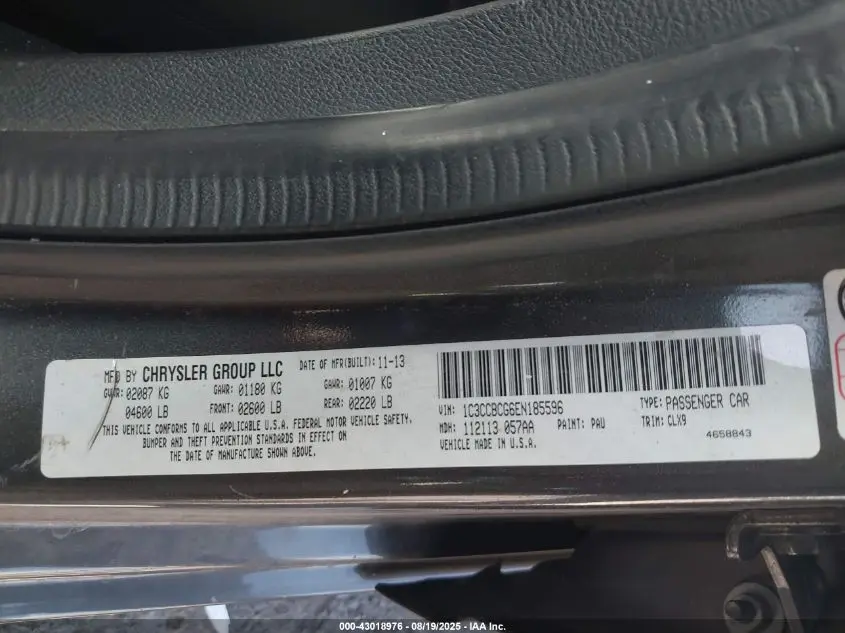 MFD BY CHRYSLER GROUP LLC DATE OF MFR(BUILT): 11-13
GVWR: 02087 KG GAWR: 01180 KG GAWR: 01007 KG
04600 LB FRONT: 02600 LB REAR: 02220 LB
THIS VEHICLE CONFORMS TO ALL APPLICABLE U.S.A. FEDERAL MOTOR VEHICLE SAFETY,
BUMPER AND THEFT PREVENTION STANDARDS IN EFFECT ON
THE DATE OF MANUFACTURE SHOWN ABOVE.
VIN: 1C3CCBCG6EN185596 TYPE: PASSENGER CAR
MDH: 112113 057AA PAINT: PAU TRIM: CLX9
VEHICLE MADE IN U.S.A. 4658843
000-43018976 - 08/19/2025 - IAA Inc.